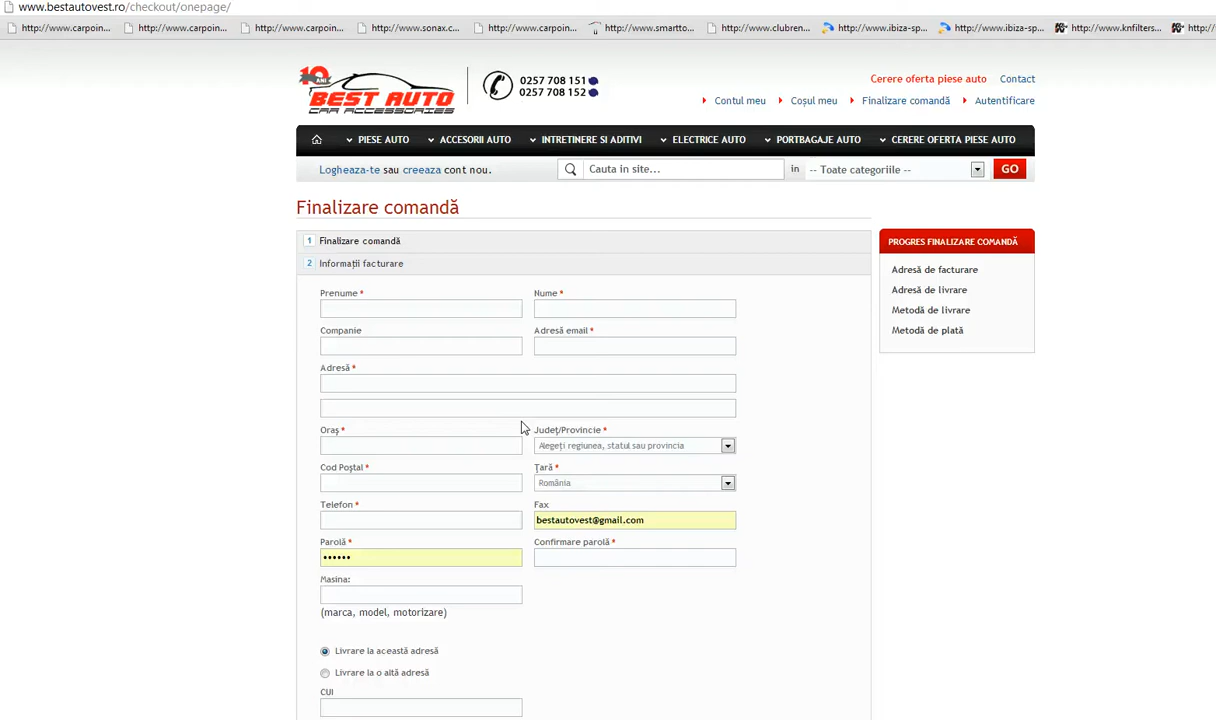 www.bestautovest.ro/checkout/onepage/
http://www.carpoin... http://www.carpoin... http://www.carpoin... http://www.sonax.c... http://www.carpoin... http://www.smartto... http://www.clubren... http://www.ibiza-sp... http://www.ibiza-sp... http://www.knfilters... http://
10 ANI
BEST AUTO
CAR ACCESSORIES
0257 708 151
0257 708 152
Cerere oferta piese auto Contact
Contul meu Coșul meu Finalizare comandă Autentificare
PIESE AUTO ACCESORII AUTO INTRETINERE SI ADITIVI ELECTRICE AUTO PORTBAGAJE AUTO CERERE OFERTA PIESE AUTO
Logheaza-te sau creeaza cont nou. Cauta in site... in -- Toate categoriile -- GO
Finalizare comandă
1 Finalizare comandă
2 Informații facturare
Prenume * Nume *
Companie Adresă email *
Adresă *
Oraș * Județ/Provincie *
Alegeți regiunea, statul sau provincia
Cod Poștal * Țară *
România
Telefon * Fax
bestautovest@gmail.com
Parolă * Confirmare parolă *
••••••
Masina:
(marca, model, motorizare)
Livrare la această adresă
Livrare la o altă adresă
CUI
PROGRES FINALIZARE COMANDĂ
Adresă de facturare
Adresă de livrare
Metodă de livrare
Metodă de plată